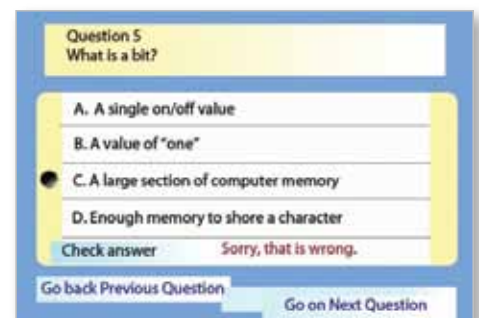 Question 5
What is a bit?
A. A single on/off value
B. A value of "one"
C. A large section of computer memory
D. Enough memory to shore a character
Check answer Sorry, that is wrong.
Go back Previous Question
Go on Next Question